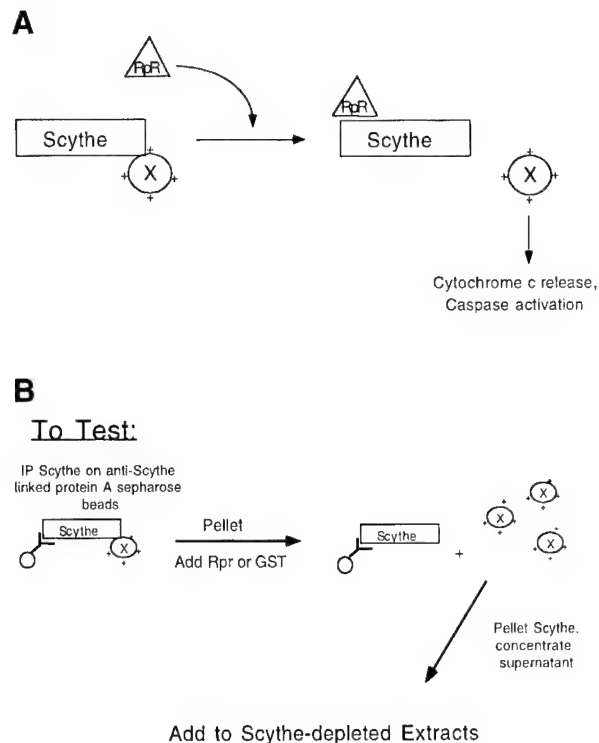 A
RpR
Scythe
X
RpR
Scythe
X
Cytochrome c release,
Caspase activation
B
To Test:
IP Scythe on anti-Scythe
linked protein A sepharose
beads
Scythe
X
Pellet
Add Rpr or GST
Scythe
+
X
X
X
Pellet Scythe.
concentrate
supernatant
Add to Scythe-depleted Extracts